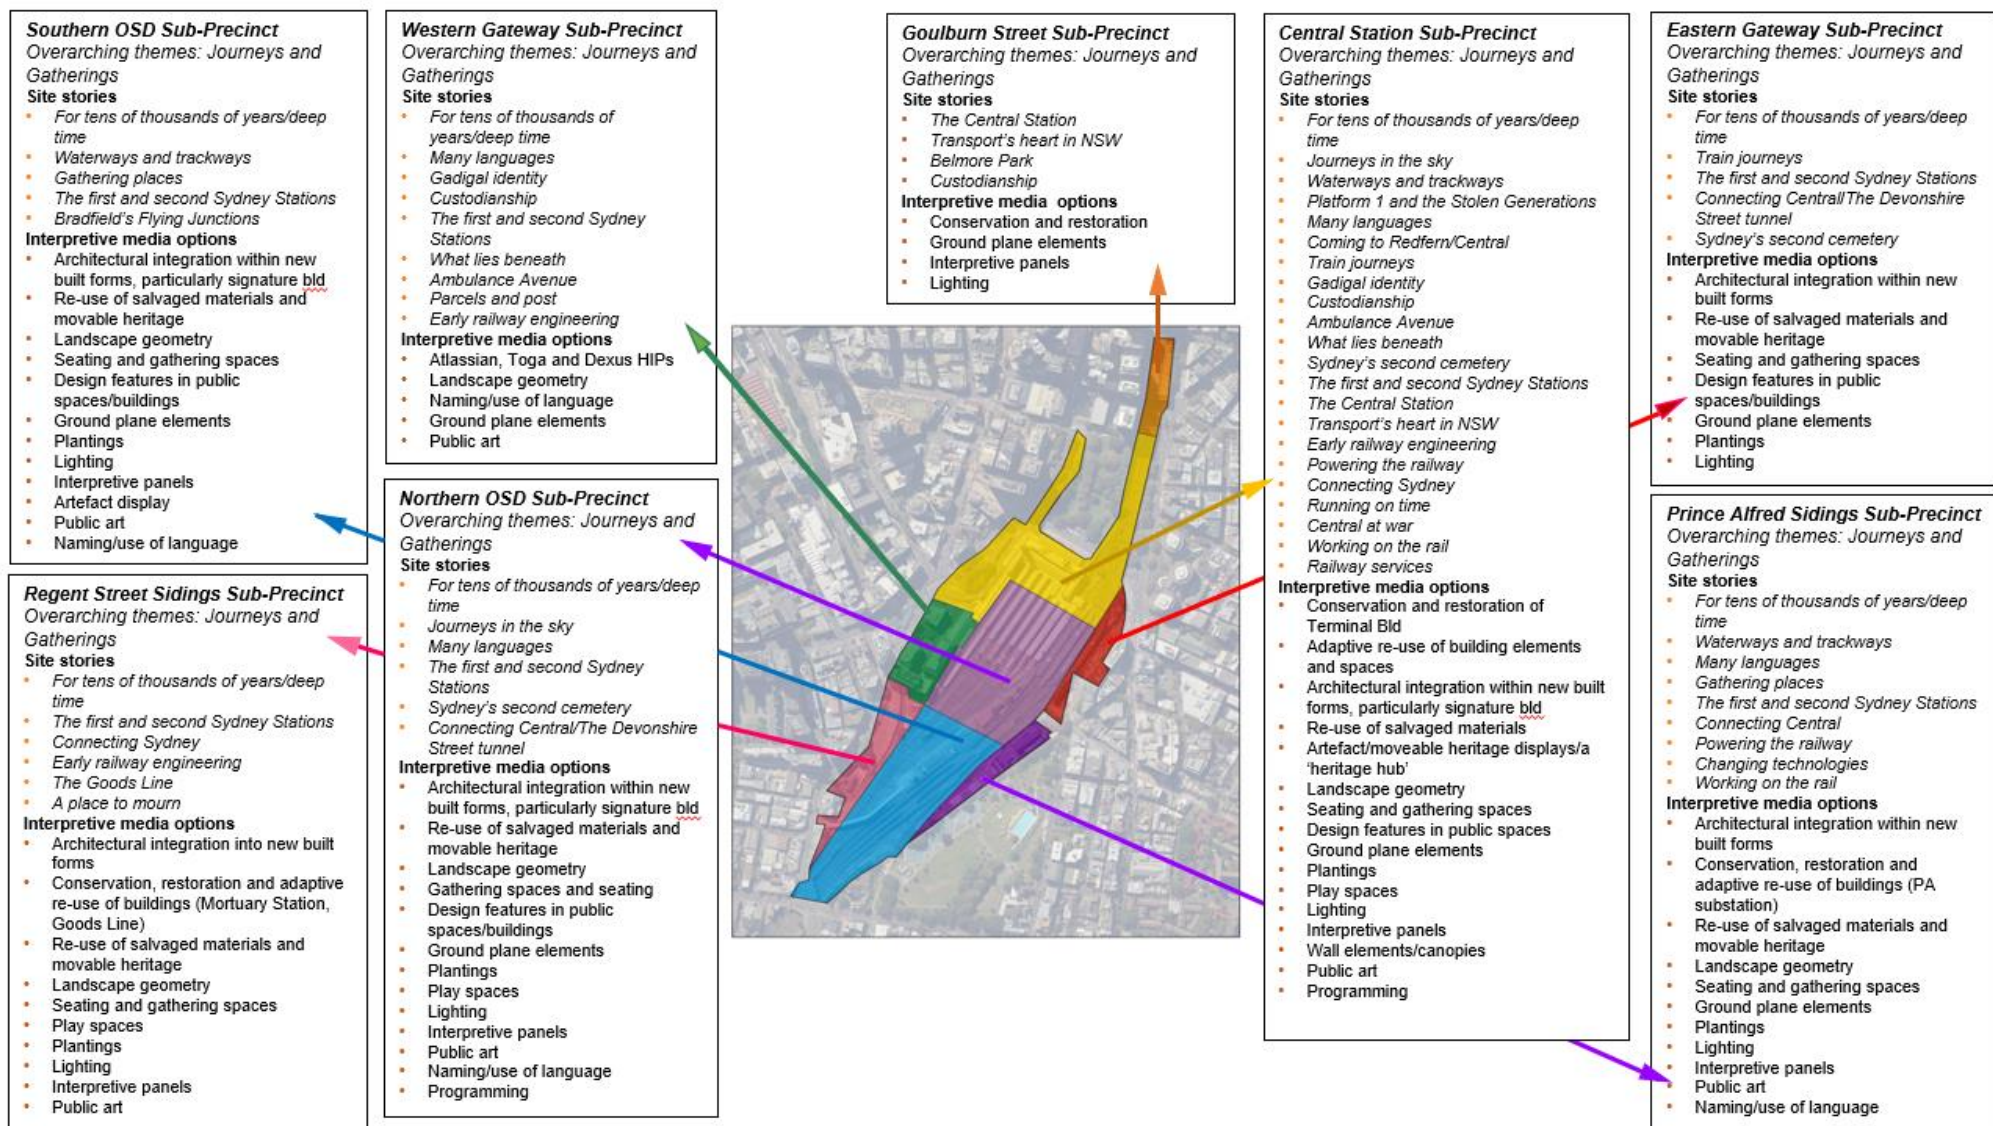 Southern OSD Sub-Precinct
Overarching themes: Journeys and
Gatherings
Site stories
For tens of thousands of years/deep
time
Waterways and trackways
Gathering places
The first and second Sydney Stations
Bradfield's Flying Junctions
Interpretive media options
Architectural integration within new
built forms, particularly signature bld
Re-use of salvaged materials and
movable heritage
Landscape geometry
Seating and gathering spaces
Design features in public
spaces/buildings
Ground plane elements
Plantings
Lighting
Interpretive panels
Artefact display
Public art
Naming/use of language
Regent Street Sidings Sub-Precinct
Overarching themes: Journeys and
Gatherings
Site stories
For tens of thousands of years/deep
time
The first and second Sydney Stations
Connecting Sydney
Early railway engineering
The Goods Line
A place to mourn
Interpretive media options
Architectural integration into new built
forms
Conservation, restoration and adaptive
re-use of buildings (Mortuary Station,
Goods Line)
Re-use of salvaged materials and
movable heritage
Landscape geometry
Seating and gathering spaces
Play spaces
Plantings
Lighting
Interpretive panels
Public art
Western Gateway Sub-Precinct
Overarching themes: Journeys and
Gatherings
Site stories
For tens of thousands of
years/deep time
Many languages
Gadigal identity
Custodianship
The first and second Sydney
Stations
What lies beneath
Ambulance Avenue
Parcels and post
Early railway engineering
Interpretive media options
Atlassian, Toga and Dexus HIPs
Landscape geometry
Naming/use of language
Ground plane elements
Public art
Northern OSD Sub-Precinct
Overarching themes: Journeys and
Gatherings
Site stories
For tens of thousands of years/deep
time
Journeys in the sky
Many languages
The first and second Sydney
Stations
Sydney's second cemetery
Connecting Central/The Devonshire
Street tunnel
Interpretive media options
Architectural integration within new
built forms, particularly signature bld
Re-use of salvaged materials and
movable heritage
Landscape geometry
Gathering spaces and seating
Design features in public
spaces/buildings
Ground plane elements
Plantings
Play spaces
Lighting
Interpretive panels
Public art
Naming/use of language
Programming
Goulburn Street Sub-Precinct
Overarching themes: Journeys and
Gatherings
Site stories
The Central Station
Transport's heart in NSW
Belmore Park
Custodianship
Interpretive media options
Conservation and restoration
Ground plane elements
Interpretive panels
Lighting
Central Station Sub-Precinct
Overarching themes: Journeys and
Gatherings
Site stories
For tens of thousands of years/deep
time
Journeys in the sky
Waterways and trackways
Platform 1 and the Stolen Generations
Many languages
Coming to Redfern/Central
Train journeys
Gadigal identity
Custodianship
Ambulance Avenue
What lies beneath
Sydney's second cemetery
The first and second Sydney Stations
The Central Station
Transport's heart in NSW
Early railway engineering
Powering the railway
Connecting Sydney
Running on time
Central at war
Working on the rail
Railway services
Interpretive media options
Conservation and restoration of
Terminal Bld
Adaptive re-use of building elements
and spaces
Architectural integration within new built
forms, particularly signature bld
Re-use of salvaged materials
Artefact/moveable heritage displays/a
'heritage hub'
Landscape geometry
Seating and gathering spaces
Design features in public spaces
Ground plane elements
Plantings
Play spaces
Lighting
Interpretive panels
Wall elements/canopies
Public art
Programming
Eastern Gateway Sub-Precinct
Overarching themes: Journeys and
Gatherings
Site stories
For tens of thousands of years/deep
time
Train journeys
The first and second Sydney Stations
Connecting Central/The Devonshire
Street tunnel
Sydney's second cemetery
Interpretive media options
Architectural integration within new
built forms
Re-use of salvaged materials and
movable heritage
Seating and gathering spaces
Design features in public
spaces/buildings
Ground plane elements
Plantings
Lighting
Prince Alfred Sidings Sub-Precinct
Overarching themes: Journeys and
Gatherings
Site stories
For tens of thousands of years/deep
time
Waterways and trackways
Many languages
Gathering places
The first and second Sydney Stations
Connecting Central
Powering the railway
Changing technologies
Working on the rail
Interpretive media options
Architectural integration within new
built forms
Conservation, restoration and
adaptive re-use of buildings (PA
substation)
Re-use of salvaged materials and
movable heritage
Landscape geometry
Seating and gathering spaces
Ground plane elements
Plantings
Lighting
Interpretive panels
Public art
Naming/use of language